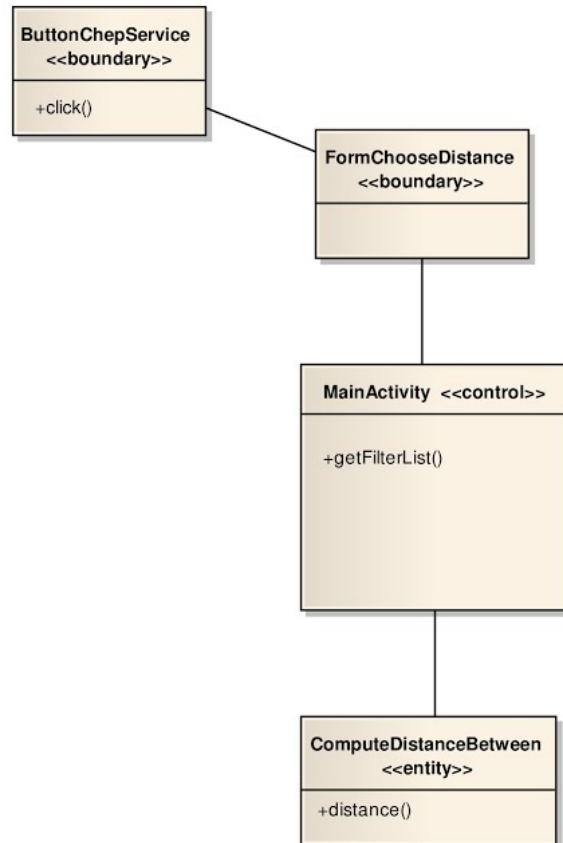 ButtonChepService
<<boundary>>
+click()
FormChooseDistance
<<boundary>>
MainActivity <<control>>
+getFilterList()
ComputeDistanceBetween
<<entity>>
+distance()